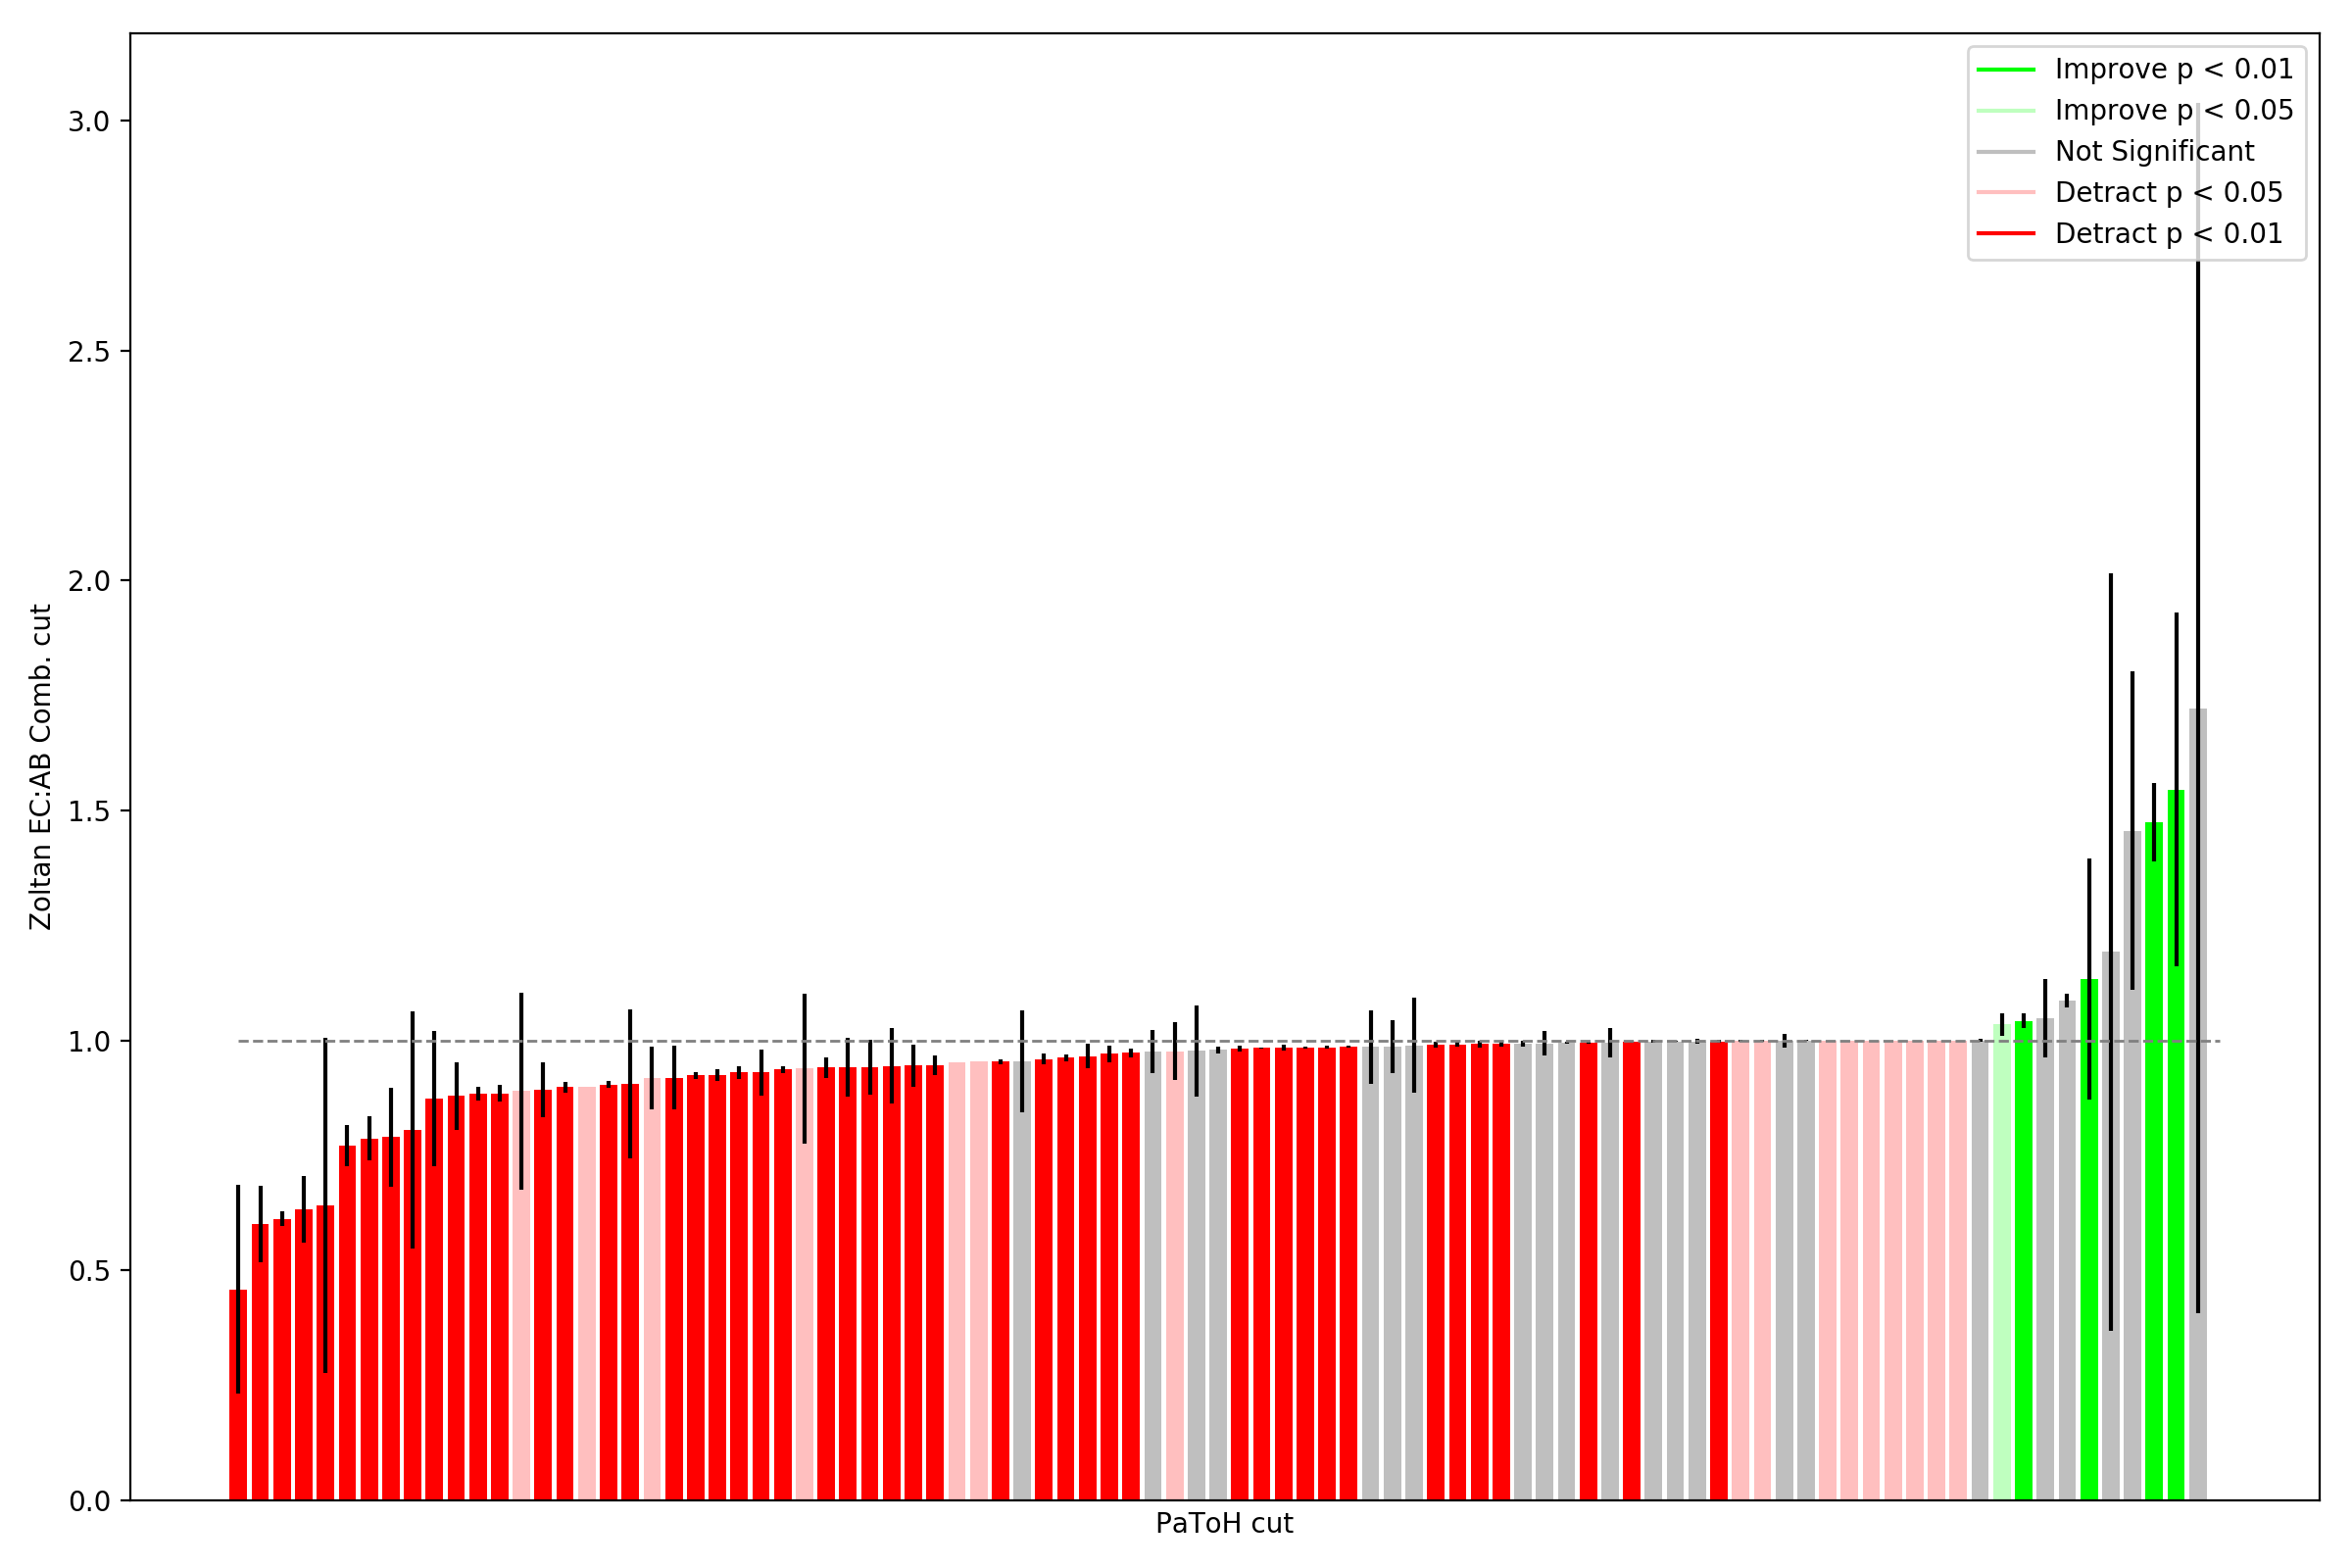 Improve p < 0.01
Improve p < 0.05
Not Significant
Detract p < 0.05
Detract p < 0.01
3.0
2.5
2.0
1.5
1.0
0.5
0.0
Zoltan EC:AB Comb. cut
PaToH cut